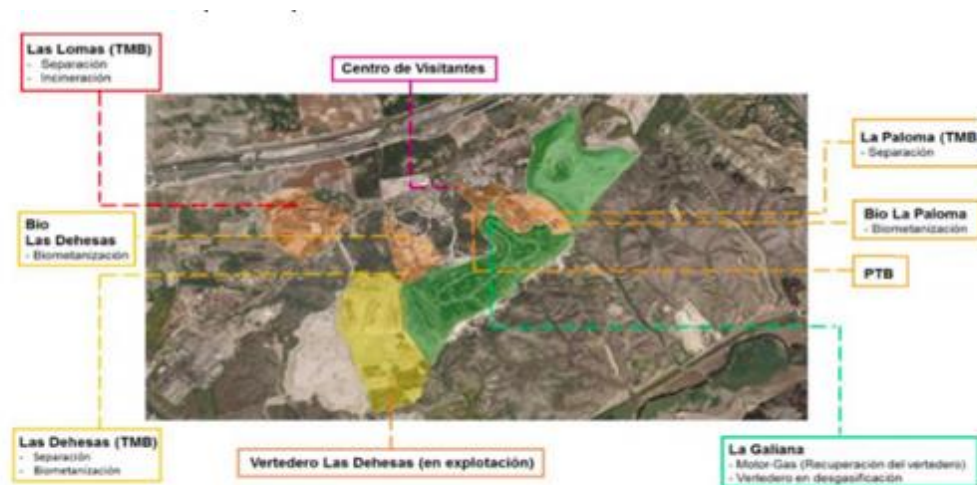 Las Lomas (TMB)
- Separación
- Incineración
Centro de Visitantes
La Paloma (TMB)
- Separación
Bio
Las Dehesas
- Biometanización
Bio La Paloma
- Biometanización
PTB
Las Dehesas (TMB)
- Separación
- Biometanización
Vertedero Las Dehesas (en explotación)
La Galiana
- Motor-Gas (Recuperación del vertedero)
- Vertedero en desgasificación